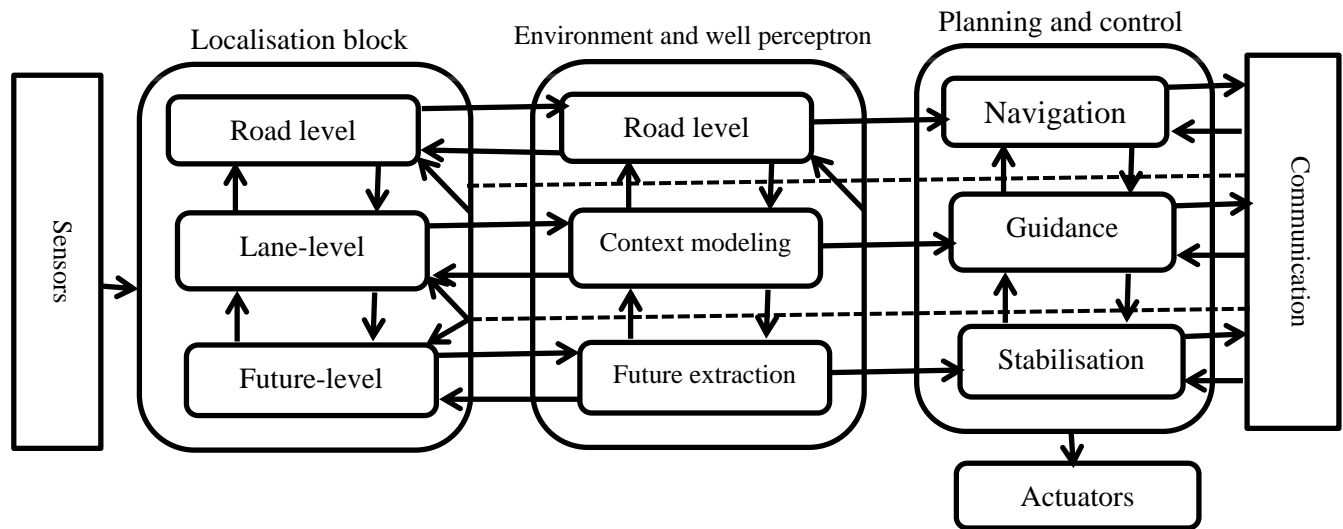 Localisation block
Environment and well perceptron
Planning and control
Sensors
Road level
Lane-level
Future-level
Road level
Context modeling
Future extraction
Navigation
Guidance
Stabilisation
Communication
Actuators